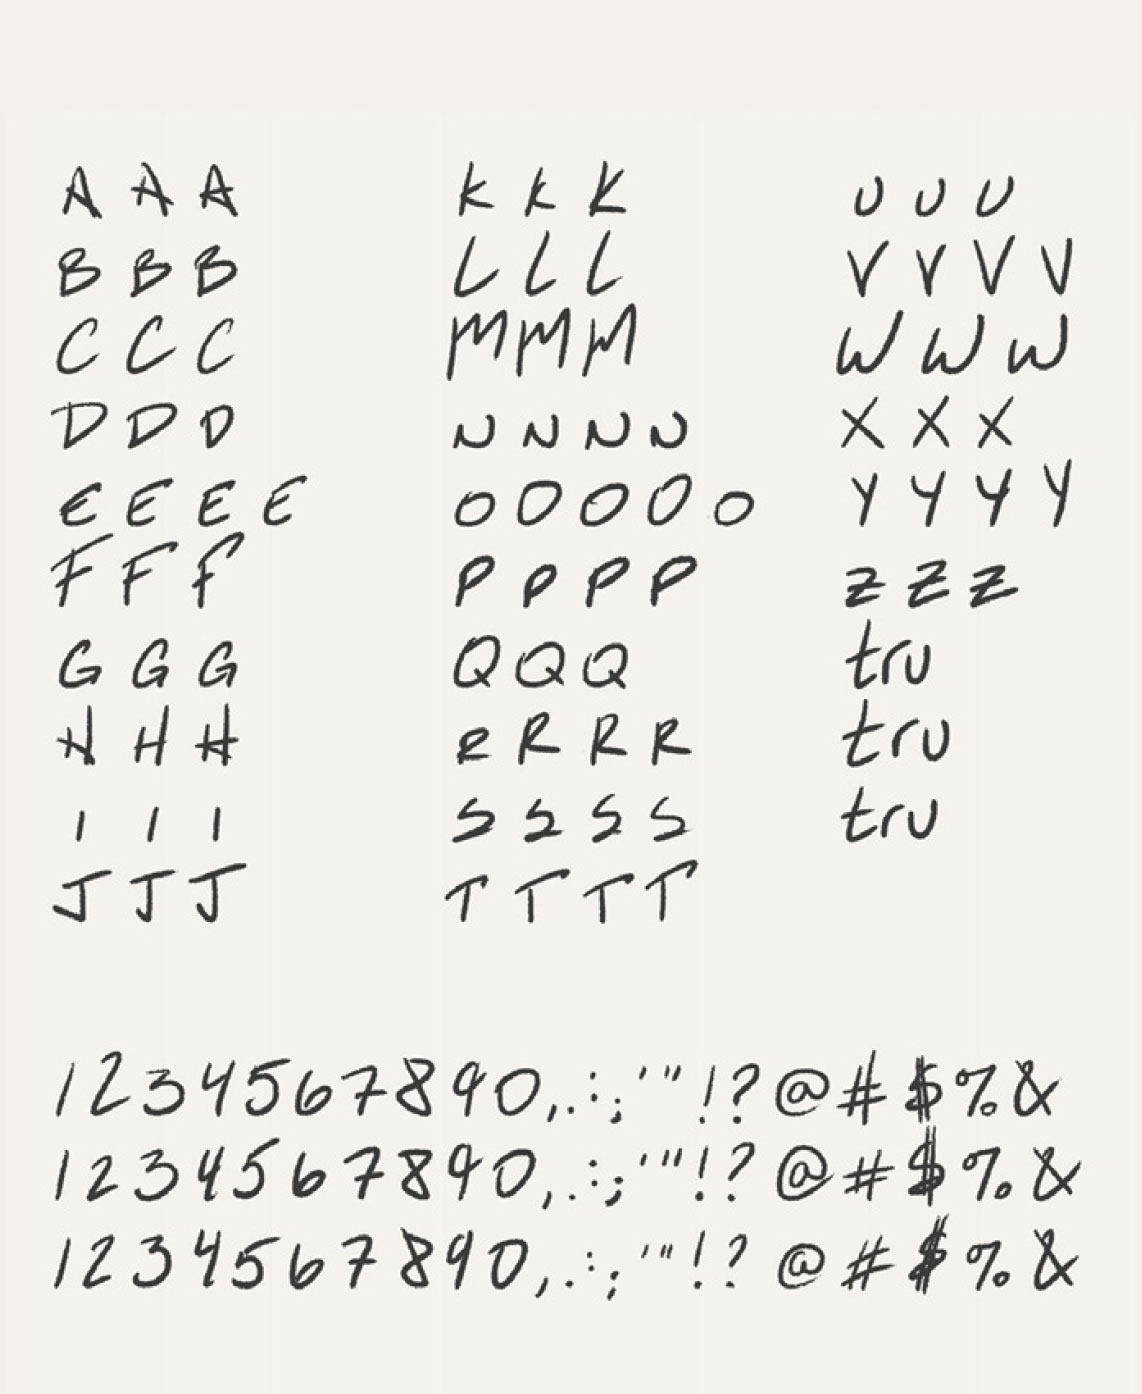 A A A
B B B
C C C
D D D
E E E E
F F F
G G G
H H H
I I I
J J J
K K K
L L L
M M M
N N N N
O O O O O
P P P P
Q Q Q
R R R R
S S S S
T T T T
U U U
V V V V
W W W
X X X
Y Y Y Y
Z Z Z
tru
tru
tru
1234567890,.:;'"!?@#$%&
1234567890,.:;'"!?@#$%&
1234567890,.:;'"!?@#$%&